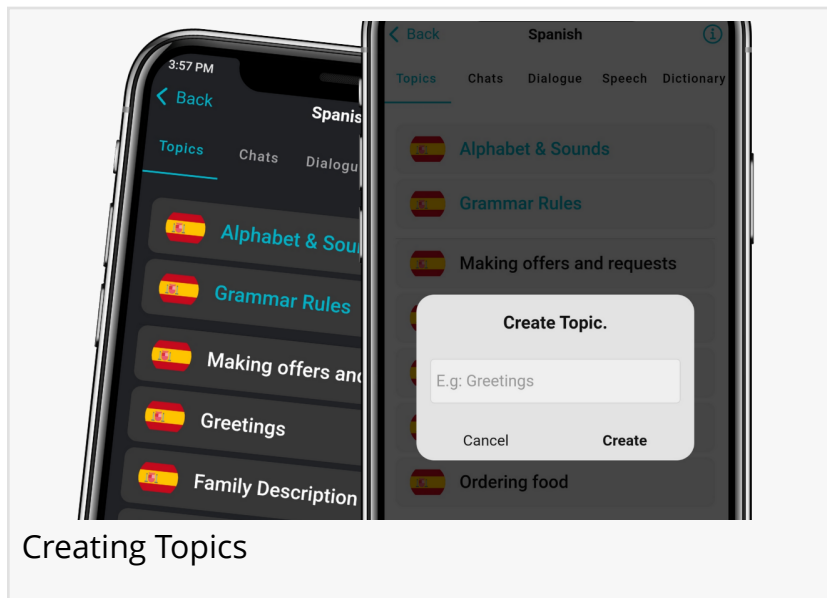 3:57 PM
Back
Spanis
Topics
Chats
Dialogu
Alphabet & Sou
Grammar Rules
Making offers and
Greetings
Family Description
Back
Spanish
Topics
Chats
Dialogue
Speech
Dictionary
Alphabet & Sounds
Grammar Rules
Making offers and requests
Create Topic.
E.g: Greetings
Cancel
Create
Ordering food
Creating Topics